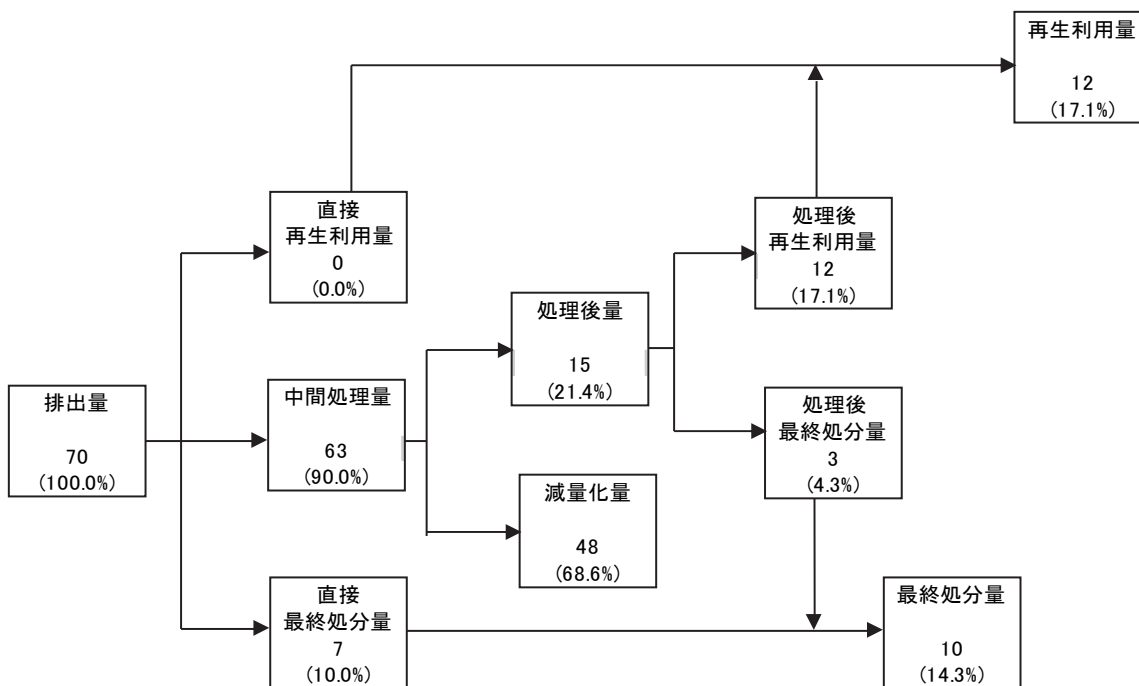 再生利用量
12
(17.1%)
直接
再生利用量
0
(0.0%)
処理後
再生利用量
12
(17.1%)
処理後量
15
(21.4%)
排出量
70
(100.0%)
中間処理量
63
(90.0%)
処理後
最終処分量
3
(4.3%)
減量化量
48
(68.6%)
直接
最終処分量
7
(10.0%)
最終処分量
10
(14.3%)